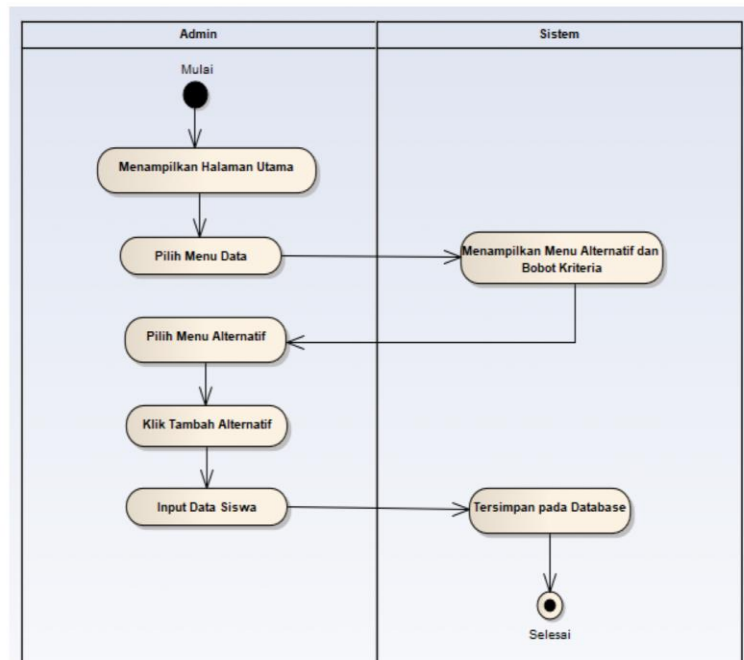 Admin
Sistem
Mulai
Menampilkan Halaman Utama
Pilih Menu Data
Menampilkan Menu Alternatif dan
Bobot Kriteria
Pilih Menu Alternatif
Klik Tambah Alternatif
Input Data Siswa
Tersimpan pada Database
Selesai